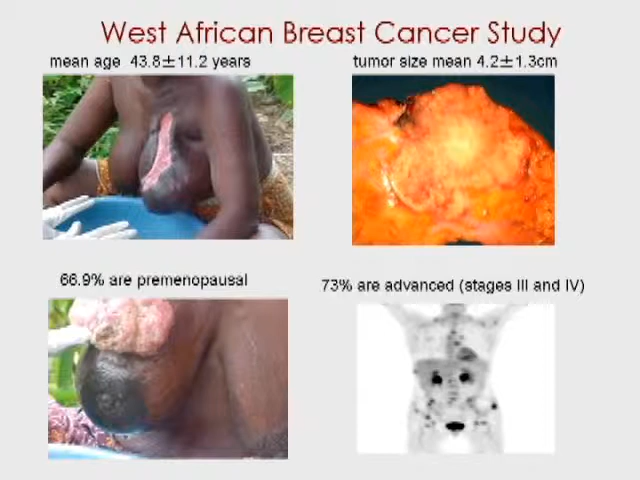 West African Breast Cancer Study
mean age 43.8±11.2 years
tumor size mean 4.2±1.3cm
66.9% are premenopausal
73% are advanced (stages III and IV)